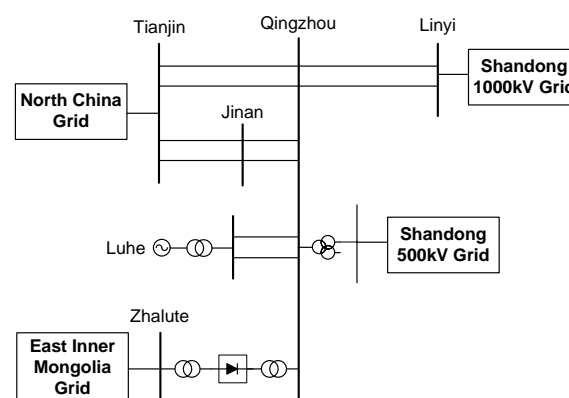 Tianjin
Qingzhou
Linyi
North China
Grid
Shandong
1000kV Grid
Jinan
Luhe
Shandong
500kV Grid
Zhalute
East Inner
Mongolia
Grid